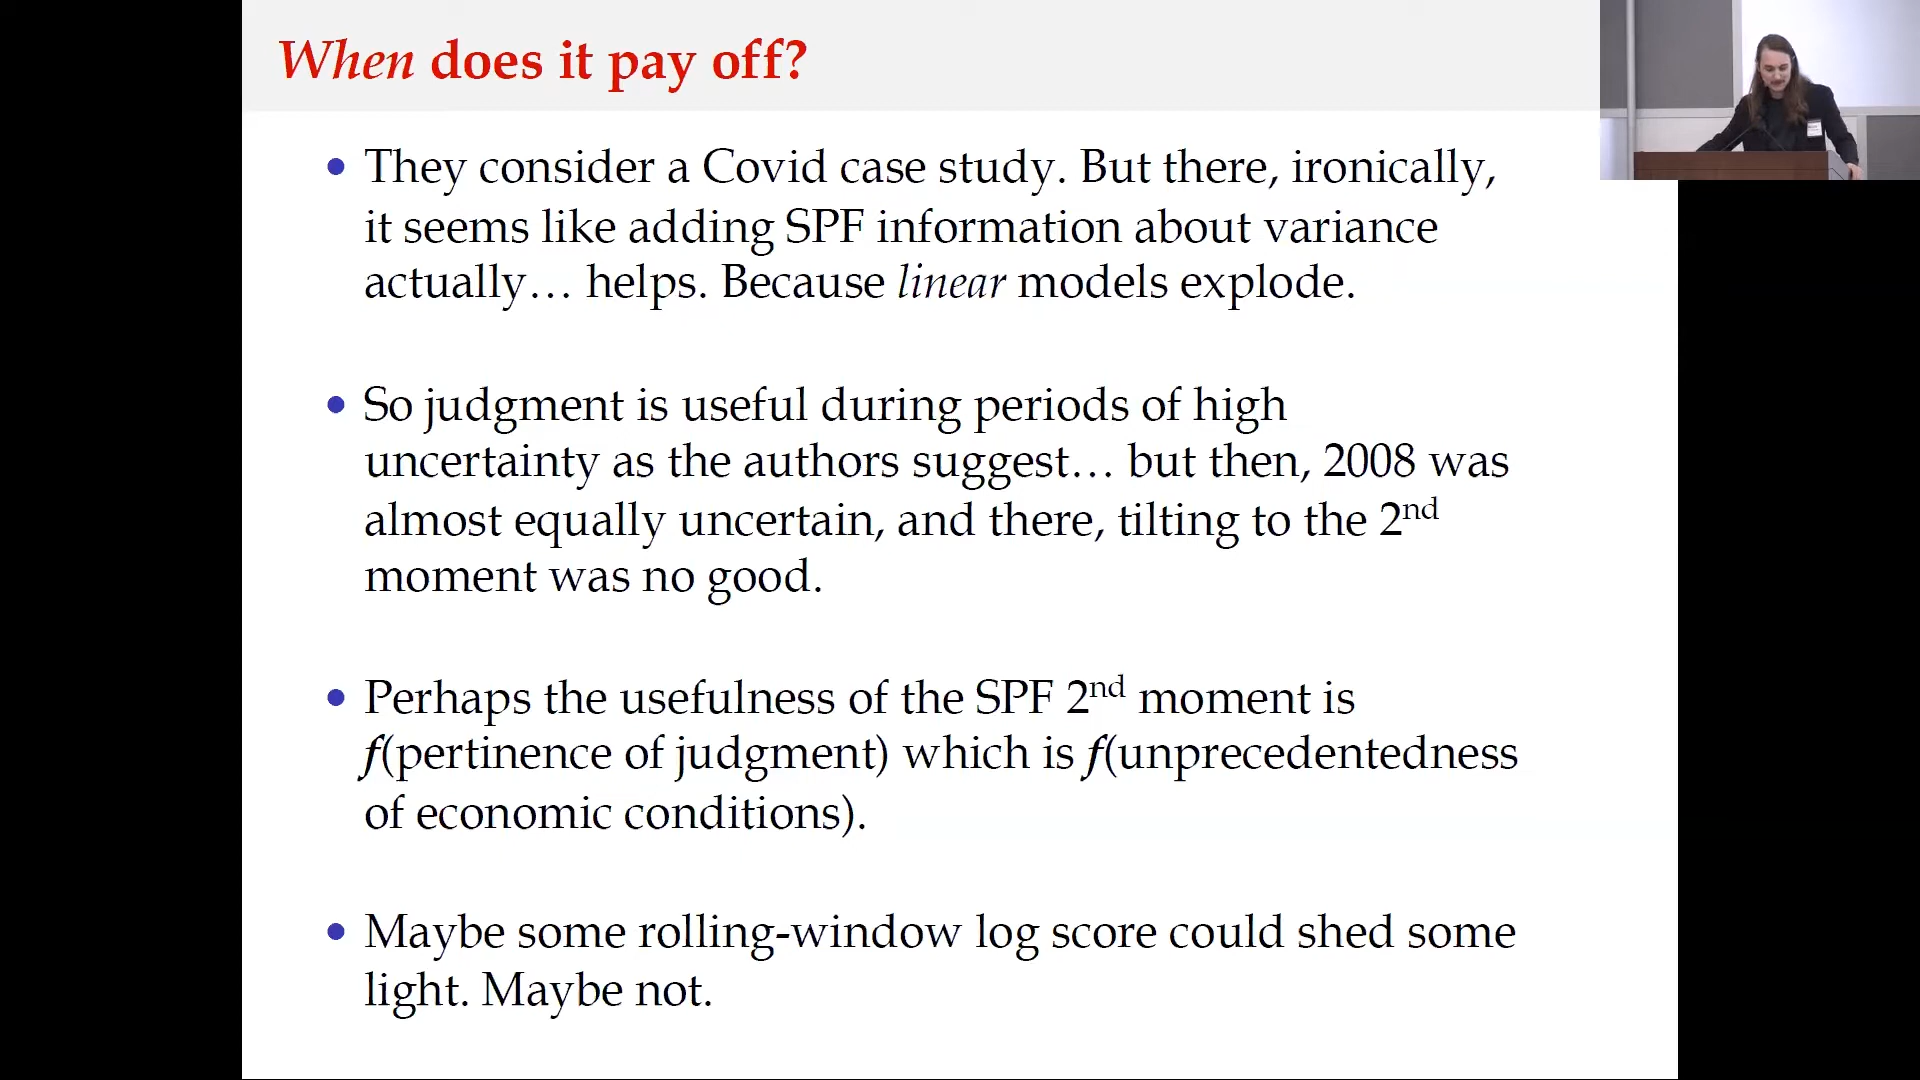 When does it pay off?
• They consider a Covid case study. But there, ironically,
it seems like adding SPF information about variance
actually… helps. Because linear models explode.
• So judgment is useful during periods of high
uncertainty as the authors suggest… but then, 2008 was
almost equally uncertain, and there, tilting to the 2nd
moment was no good.
• Perhaps the usefulness of the SPF 2nd moment is
f(pertinence of judgment) which is f(unprecedentedness
of economic conditions).
• Maybe some rolling-window log score could shed some
light. Maybe not.